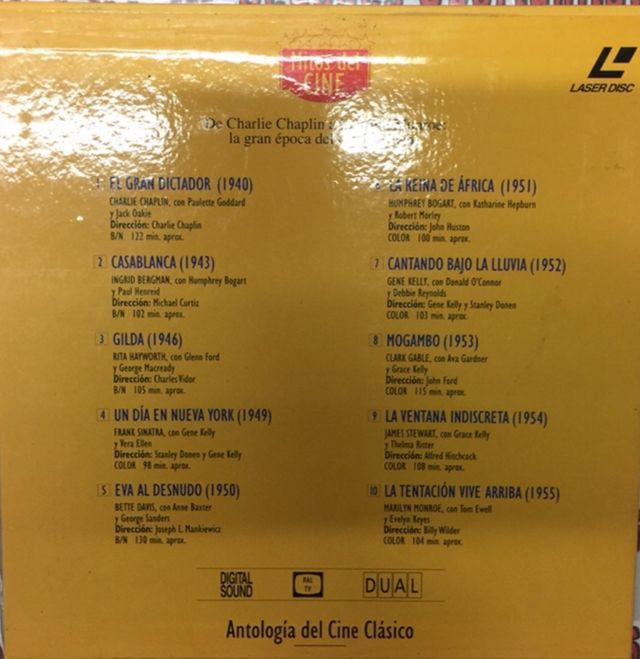 Mitos del
CINE
LASER DISC
De Charlie Chaplin a
la gran época del
1 EL GRAN DICTADOR (1940)
CHARLIE CHAPLIN, con Paulette Goddard
y Jack Oakie
Dirección: Charlie Chaplin
B/N 122 min. aprox.
2 CASABLANCA (1943)
INGRID BERGMAN, con Humphrey Bogart
y Paul Henreid
Dirección: Michael Curtiz
B/N 102 min. aprox.
3 GILDA (1946)
RITA HAYWORTH, con Glenn Ford
y George Macready
Dirección: Charles Vidor
B/N 105 min. aprox.
4 UN DÍA EN NUEVA YORK (1949)
FRANK SINATRA, con Gene Kelly
y Vera Ellen
Dirección: Stanley Donen y Gene Kelly
COLOR 98 min. aprox.
5 EVA AL DESNUDO (1950)
BETTE DAVIS, con Anne Baxter
y George Sanders
Dirección: Joseph L. Mankiewicz
B/N 130 min. aprox.
6 LA REINA DE ÁFRICA (1951)
HUMPHREY BOGART, con Katharine Hepburn
y Robert Morley
Dirección: John Huston
COLOR 100 min. aprox.
7 CANTANDO BAJO LA LLUVIA (1952)
GENE KELLY, con Donald O'Connor
y Debbie Reynolds
Dirección: Gene Kelly y Stanley Donen
COLOR 103 min. aprox.
8 MOGAMBO (1953)
CLARK GABLE, con Ava Gardner
y Grace Kelly
Dirección: John Ford
COLOR 115 min. aprox.
9 LA VENTANA INDISCRETA (1954)
JAMES STEWART, con Grace Kelly
y Thelma Ritter
Dirección: Alfred Hinchcock
COLOR 108 min. aprox.
10 LA TENTACIÓN VIVE ARRIBA (1955)
MARILYN MONROE, con Tom Ewell
y Evelyn Keyes
Dirección: Billy Wilder
COLOR 104 min. aprox.
DIGITAL
SOUND
PAL
TV
DUAL
Antología del Cine Clásico